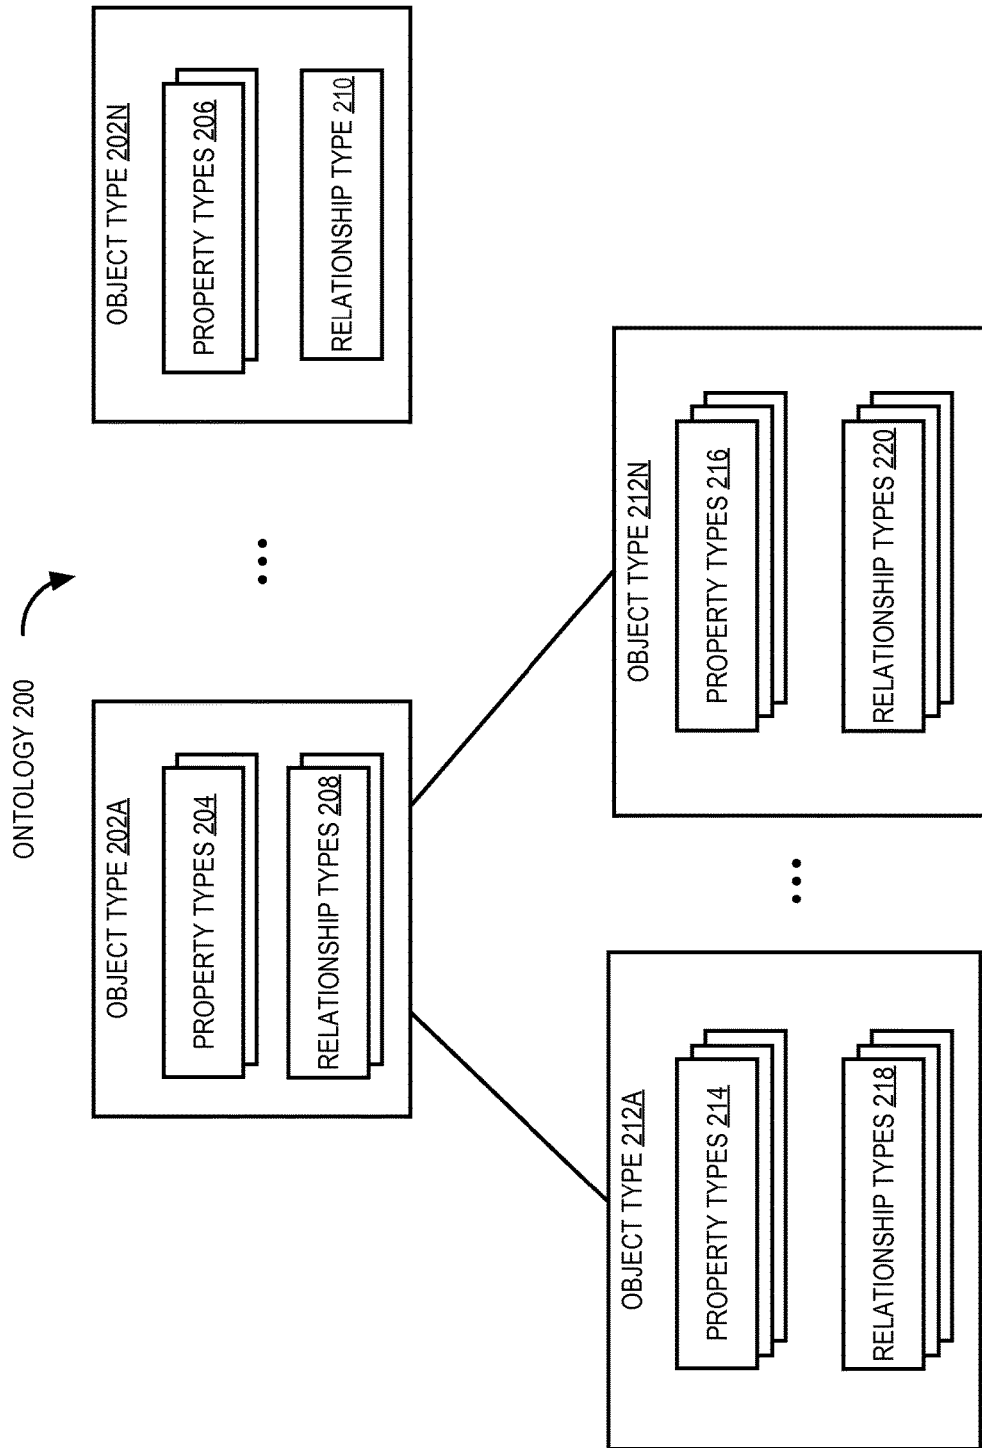 ONTOLOGY 200
OBJECT TYPE 202A
PROPERTY TYPES 204
RELATIONSHIP TYPES 208
...
OBJECT TYPE 202N
PROPERTY TYPES 206
RELATIONSHIP TYPE 210
OBJECT TYPE 212A
PROPERTY TYPES 214
RELATIONSHIP TYPES 218
...
OBJECT TYPE 212N
PROPERTY TYPES 216
RELATIONSHIP TYPES 220